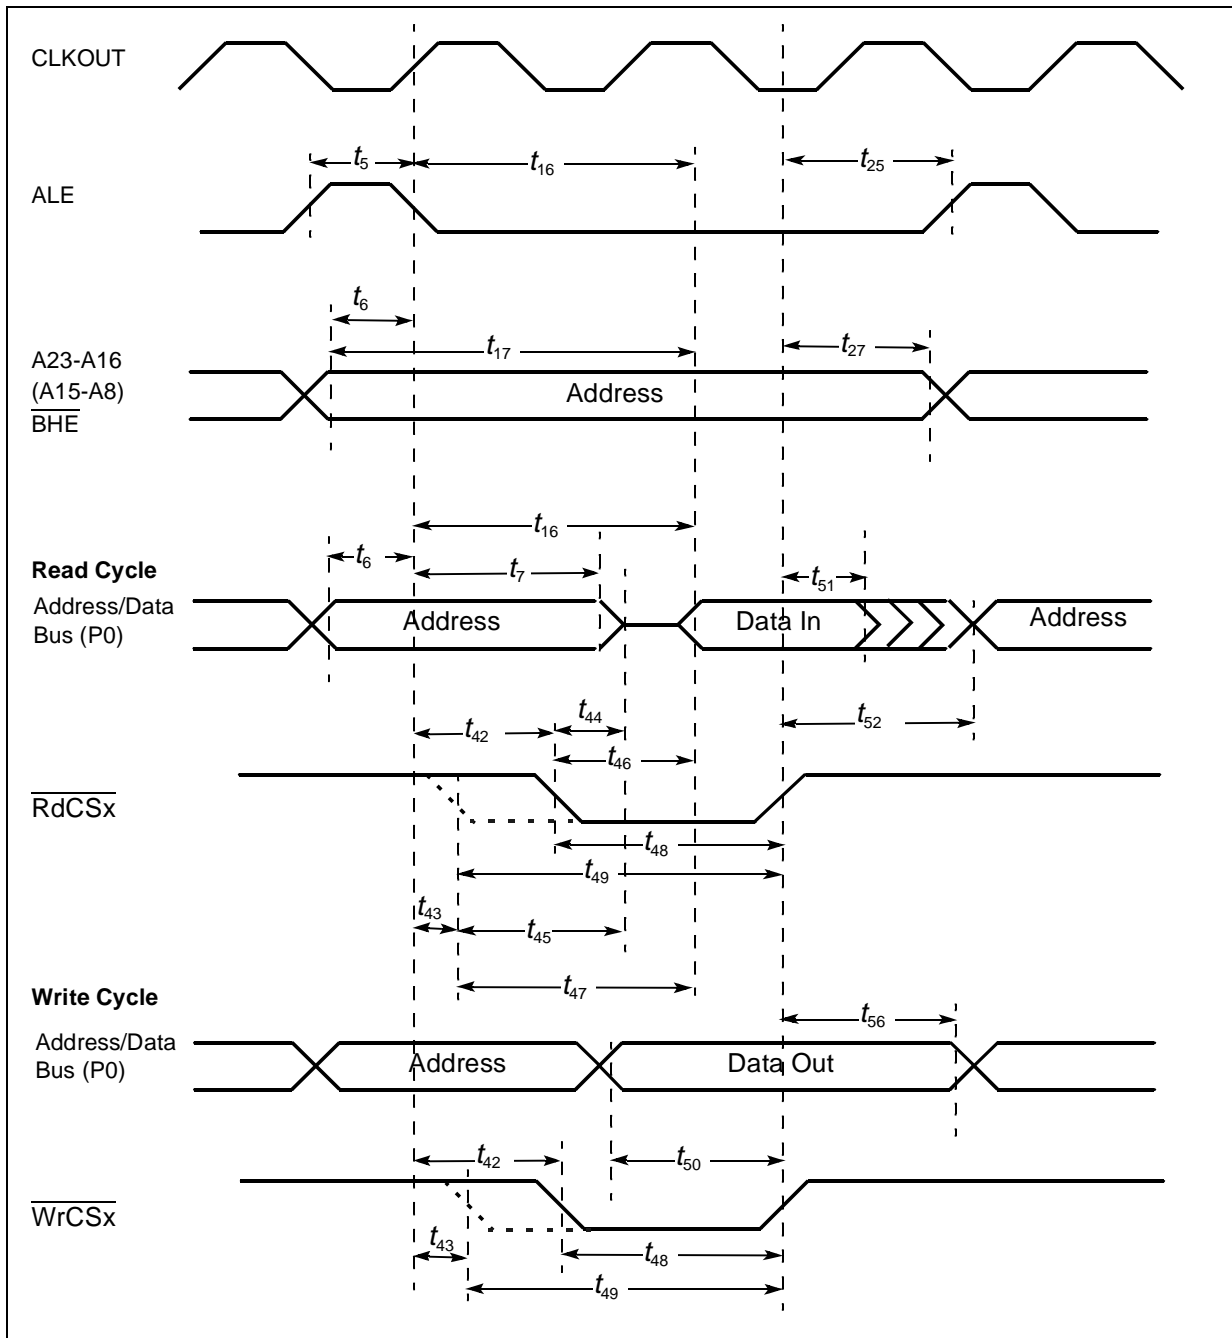 CLKOUT
t5
t16
t25
ALE
t6
A23-A16
t17
t27
(A15-A8)
Address
BHE
t16
t6
t7
t51
Read Cycle
Address/Data
Bus (P0)
Address
Data In
Address
t44
t42
t52
t46
RdCSx
t48
t49
t43
t45
t47
Write Cycle
t56
Address/Data
Bus (P0)
Address
Data Out
t42
t50
WrCSx
t43
t48
t49